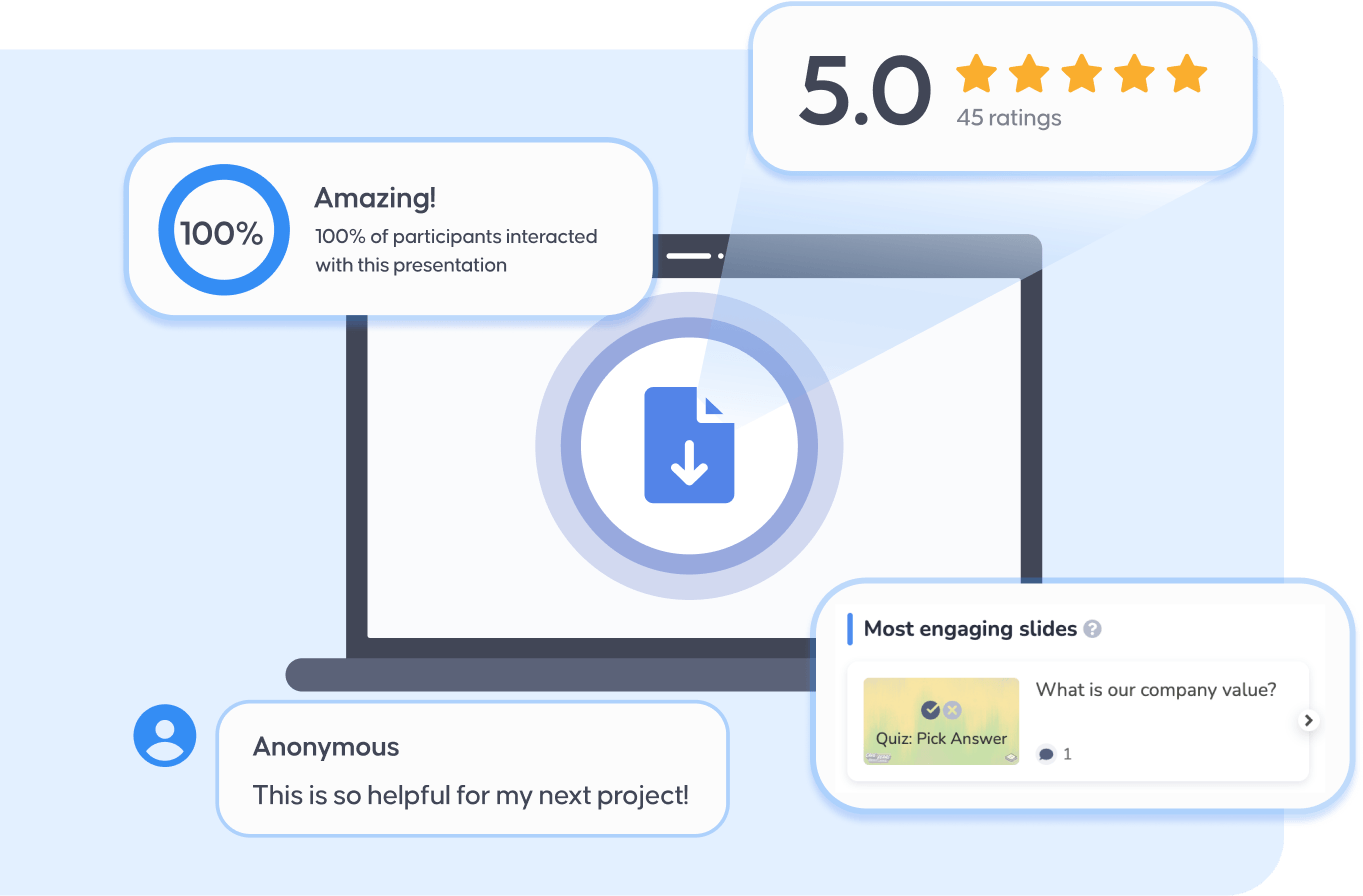 5.0
45 ratings
100%
Amazing!
100% of participants interacted
with this presentation
Most engaging slides ?
What is our company value?
Quiz: Pick Answer
1
Anonymous
This is so helpful for my next project!